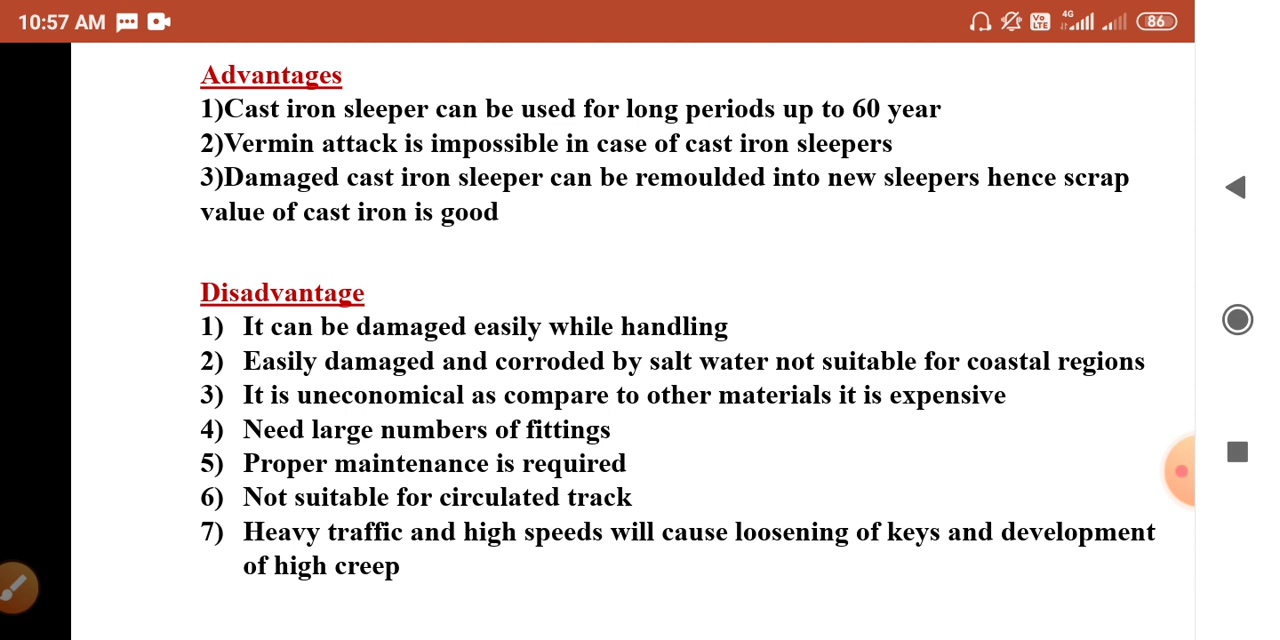 10:57 AM
Vo
LTE
4G
86
Advantages
1)Cast iron sleeper can be used for long periods up to 60 year
2)Vermin attack is impossible in case of cast iron sleepers
3)Damaged cast iron sleeper can be remoulded into new sleepers hence scrap
value of cast iron is good
Disadvantage
1) It can be damaged easily while handling
2) Easily damaged and corroded by salt water not suitable for coastal regions
3) It is uneconomical as compare to other materials it is expensive
4) Need large numbers of fittings
5) Proper maintenance is required
6) Not suitable for circulated track
7) Heavy traffic and high speeds will cause loosening of keys and development
of high creep